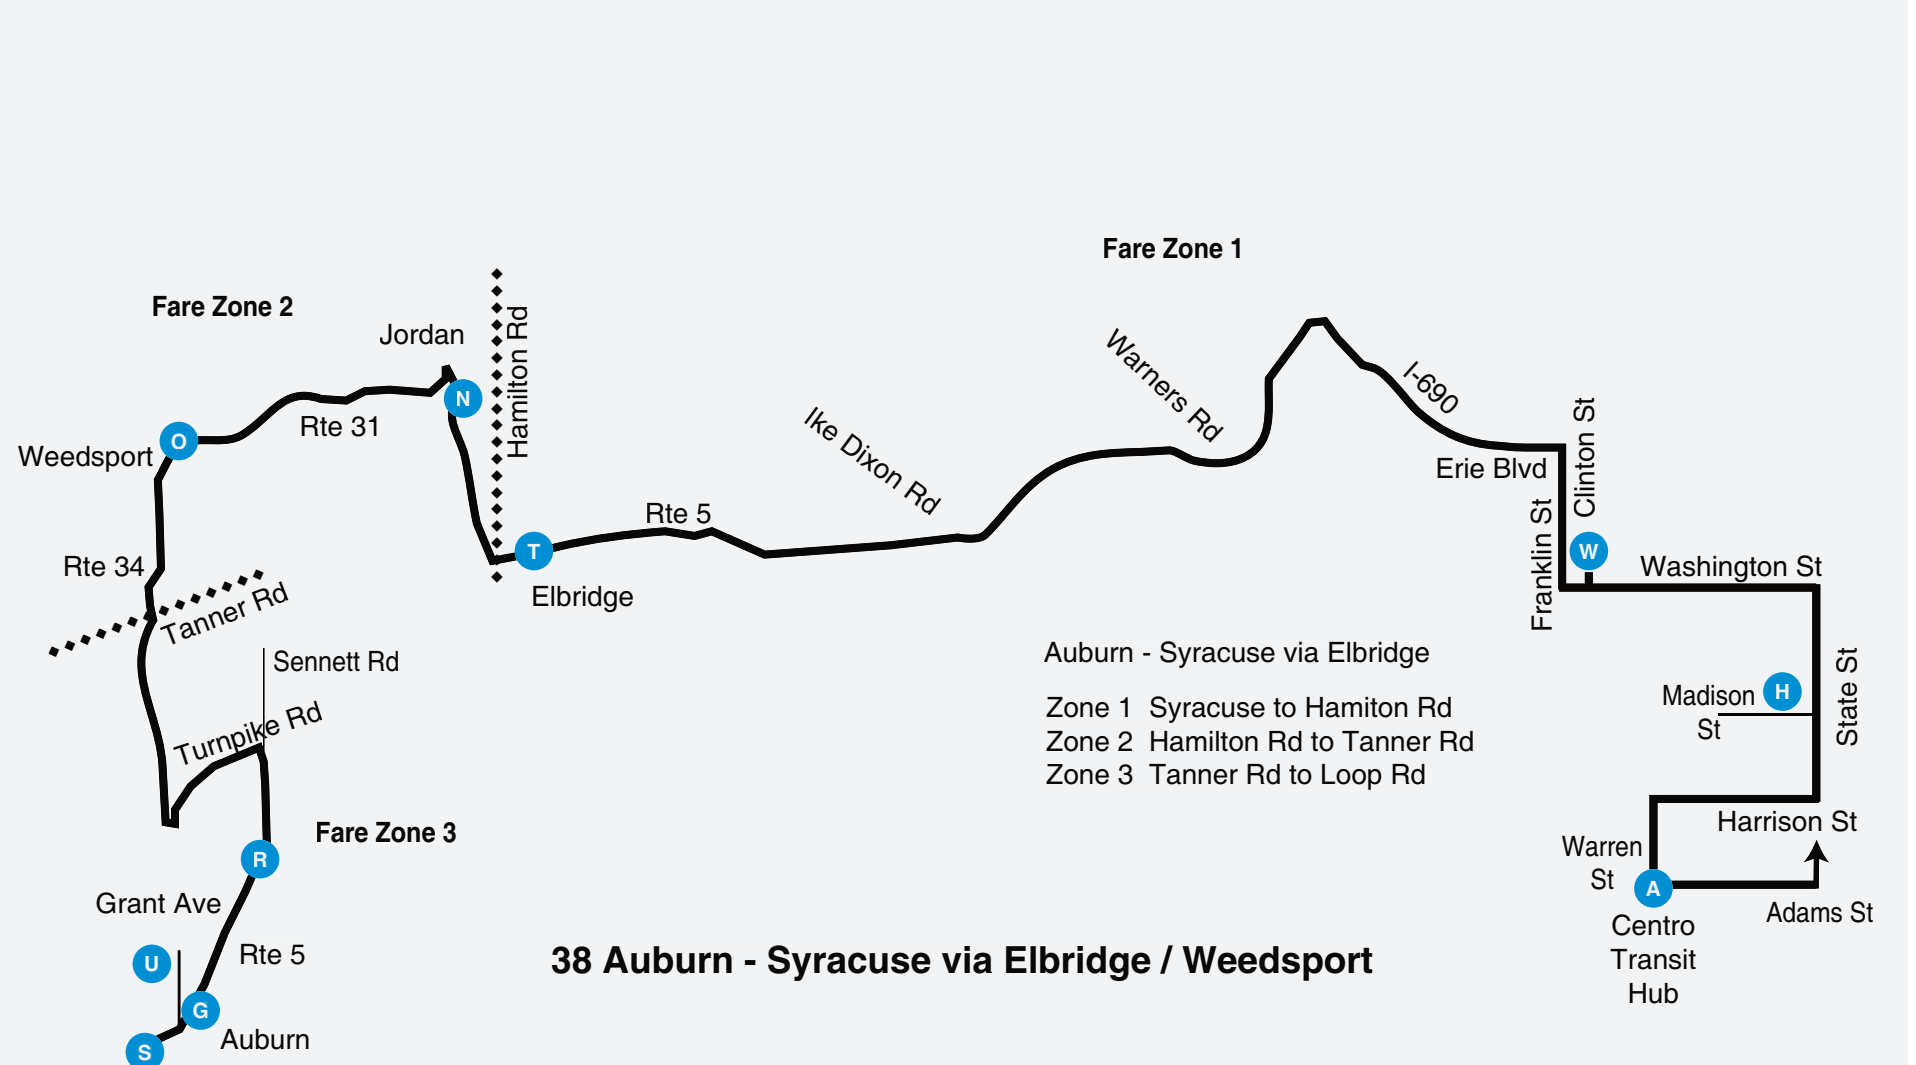 Fare Zone 1
Fare Zone 2
Jordan
Hamilton Rd
N
Rte 31
O
Weedsport
Rte 34
Tanner Rd
Sennett Rd
Turnpike Rd
Fare Zone 3
R
Grant Ave
U
Rte 5
G
Auburn
S
T
Elbridge
Rte 5
Ike Dixon Rd
Warners Rd
I-690
Erie Blvd
Clinton St
Franklin St
W
Washington St
Madison
St
H
State St
Harrison St
Warren
St
A
Adams St
Centro
Transit
Hub
Auburn - Syracuse via Elbridge
Zone 1 Syracuse to Hamiton Rd
Zone 2 Hamilton Rd to Tanner Rd
Zone 3 Tanner Rd to Loop Rd
38 Auburn - Syracuse via Elbridge / Weedsport